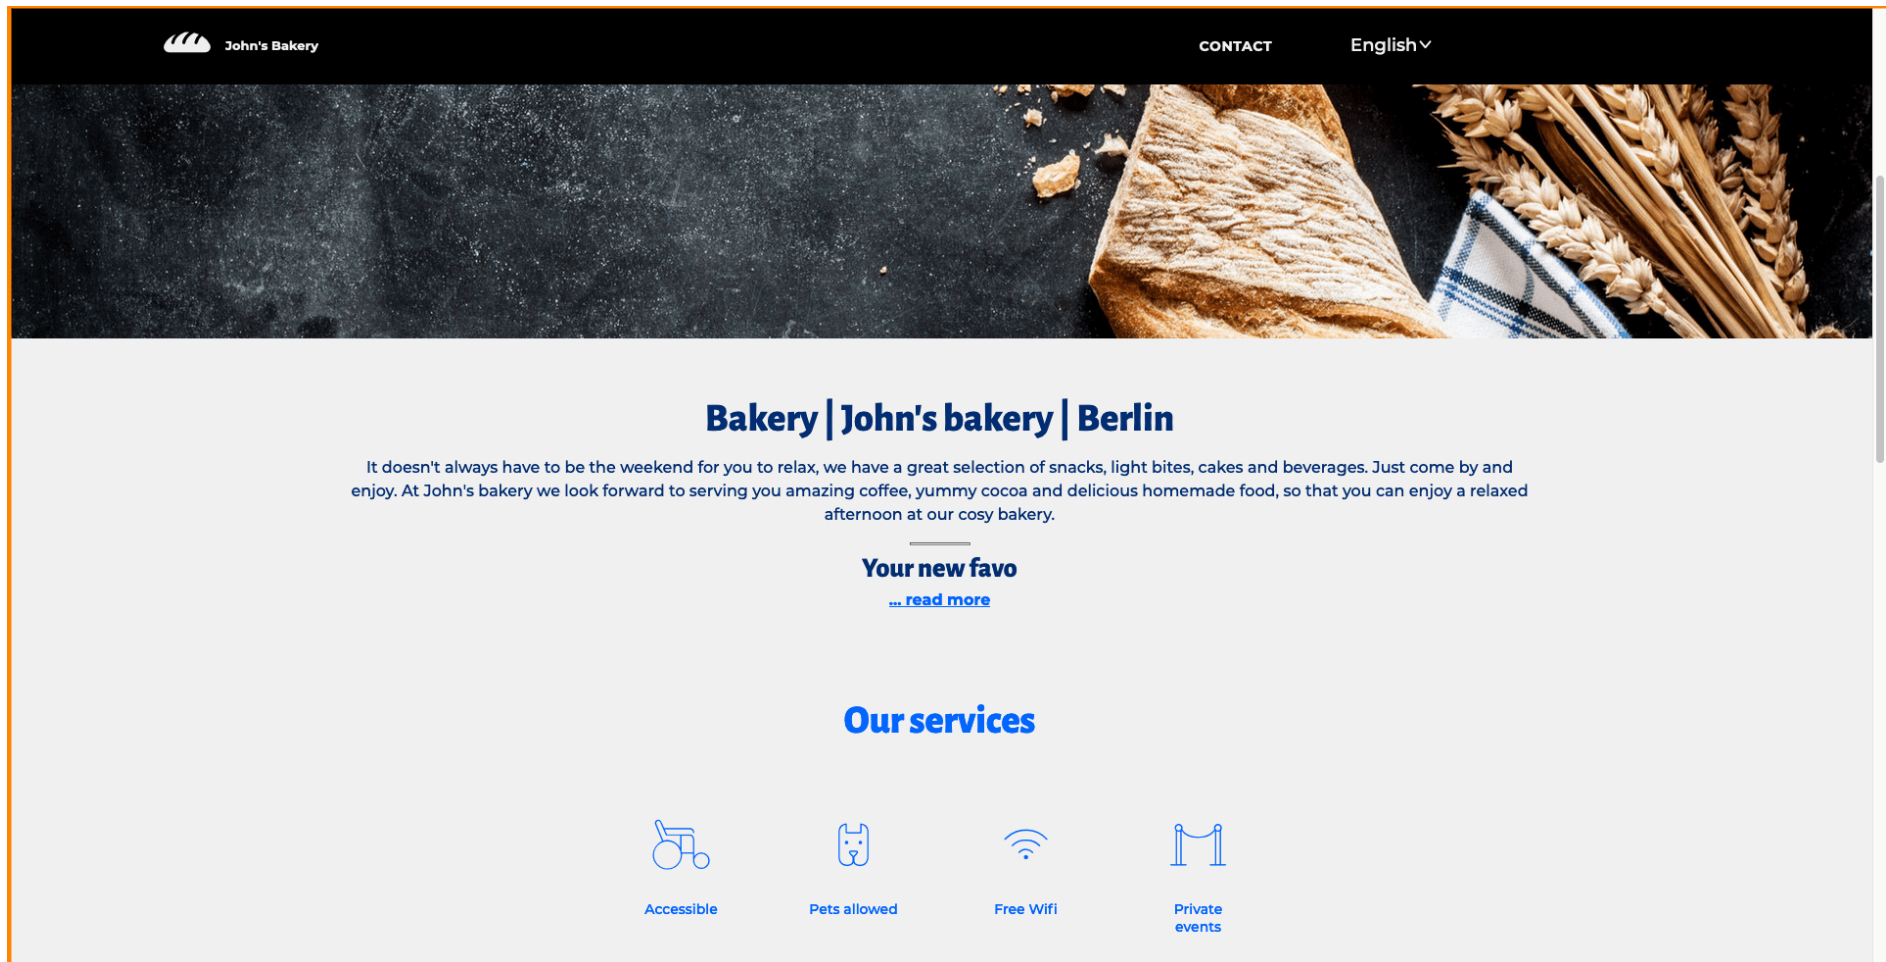 John's Bakery
CONTACT
English
Bakery | John's bakery | Berlin
It doesn't always have to be the weekend for you to relax, we have a great selection of snacks, light bites, cakes and beverages. Just come by and
enjoy. At John's bakery we look forward to serving you amazing coffee, yummy cocoa and delicious homemade food, so that you can enjoy a relaxed
afternoon at our cosy bakery.
Your new favo
... read more
Our services
Accessible
Pets allowed
Free Wifi
Private
events